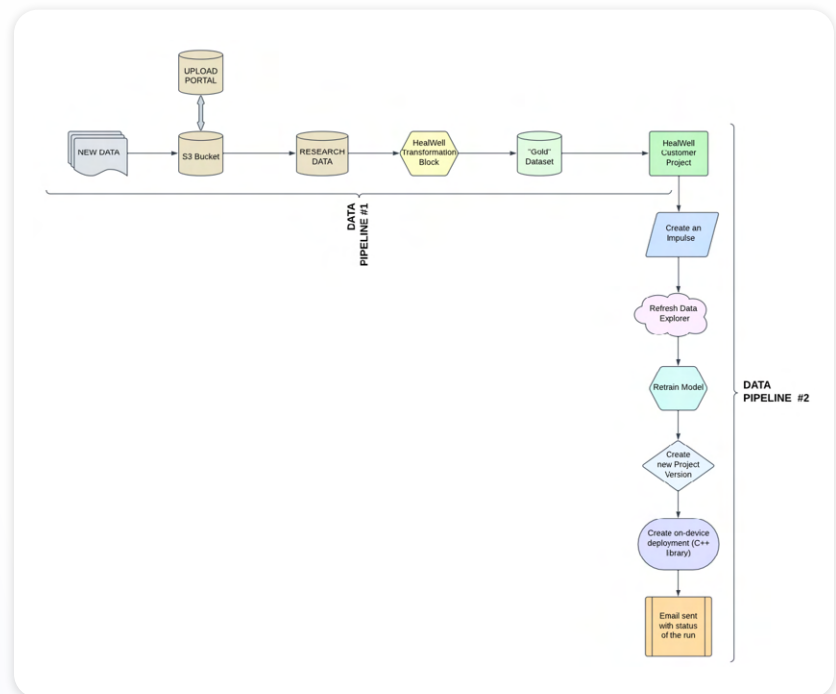 UPLOAD
PORTAL
NEW DATA
S3 Bucket
RESEARCH
DATA
HealWell
Transformation
Block
"Gold"
Dataset
HealWell
Customer
Project
DATA
PIPELINE #1
Create an
Impulse
Refresh Data
Explorer
Retrain Model
DATA
PIPELINE #2
Create
new Project
Version
Create on-device
deployment (C++
library)
Email sent
with status
of the run